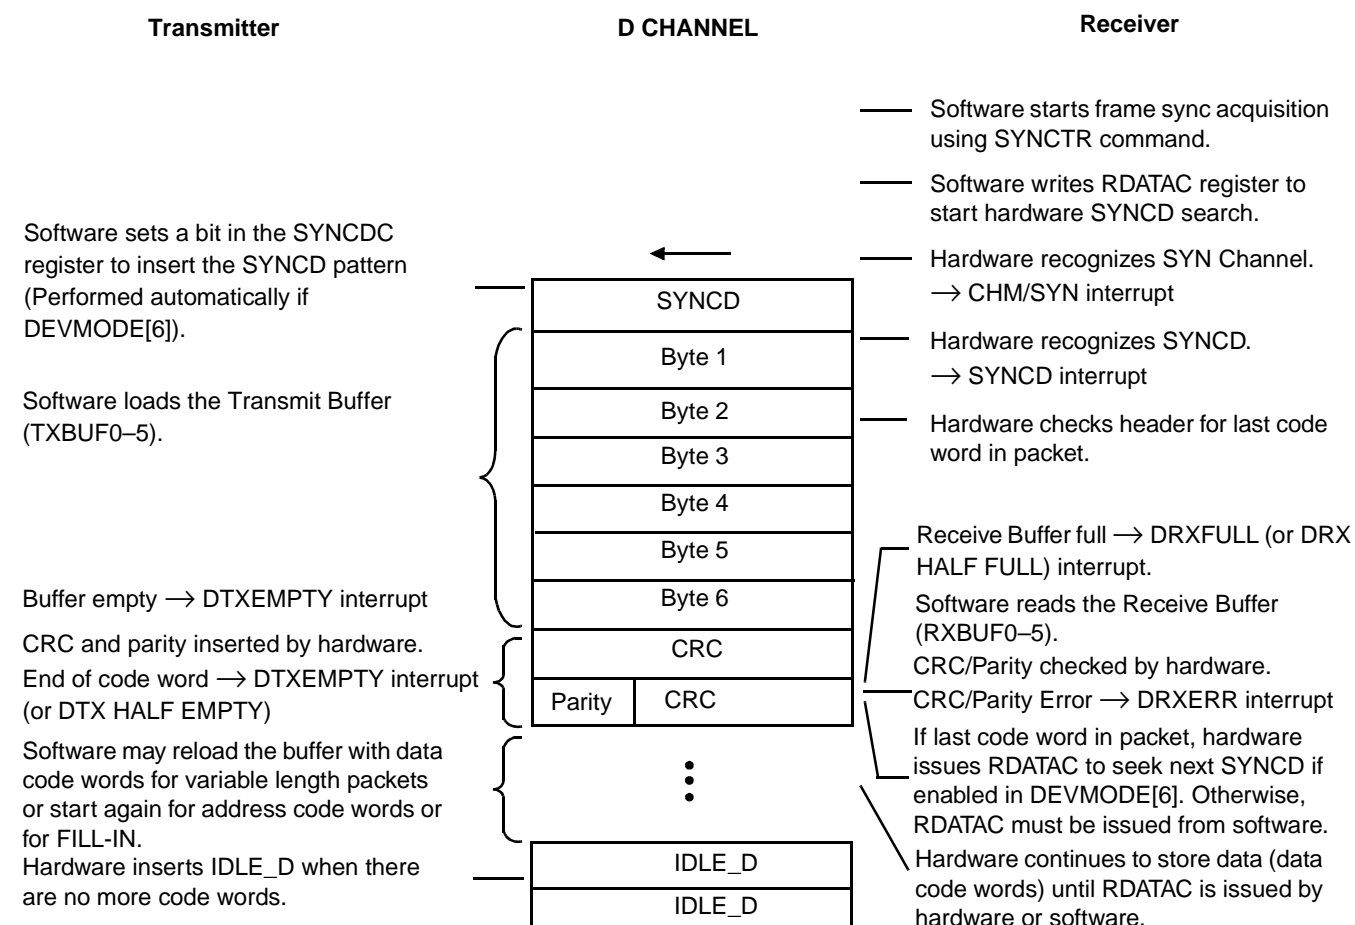 Transmitter
D CHANNEL
Receiver
Software starts frame sync acquisition
using SYNCTR command.
Software writes RDATAC register to
start hardware SYNCD search.
Software sets a bit in the SYNCDC
register to insert the SYNCD pattern
(Performed automatically if
DEVMODE[6]).
Hardware recognizes SYN Channel.
→ CHM/SYN interrupt
SYNCD
Hardware recognizes SYNCD.
→ SYNCD interrupt
Byte 1
Software loads the Transmit Buffer
(TXBUF0–5).
Byte 2
Hardware checks header for last code
word in packet.
Byte 3
Byte 4
Byte 5
Receive Buffer full → DRXFULL (or DRX
HALF FULL) interrupt.
Buffer empty → DTXEMPTY interrupt
Byte 6
Software reads the Receive Buffer
(RXBUF0–5).
CRC and parity inserted by hardware.
CRC
CRC/Parity checked by hardware.
End of code word → DTXEMPTY interrupt
(or DTX HALF EMPTY)
Parity
CRC
CRC/Parity Error → DRXERR interrupt
Software may reload the buffer with data
code words for variable length packets
or start again for address code words or
for FILL-IN.
If last code word in packet, hardware
issues RDATAC to seek next SYNCD if
enabled in DEVMODE[6]. Otherwise,
RDATAC must be issued from software.
Hardware inserts IDLE_D when there
are no more code words.
IDLE_D
IDLE_D
Hardware continues to store data (data
code words) until RDATAC is issued by
hardware or software.